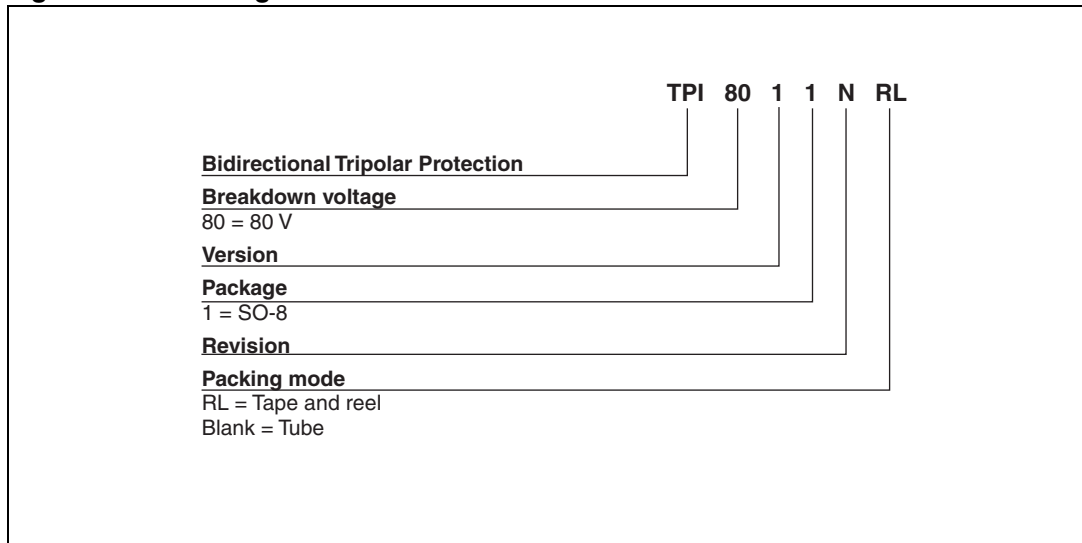 TPI 80 1 1 N RL
Bidirectional Tripolar Protection
Breakdown voltage
80 = 80 V
Version
Package
1 = SO-8
Revision
Packing mode
RL = Tape and reel
Blank = Tube